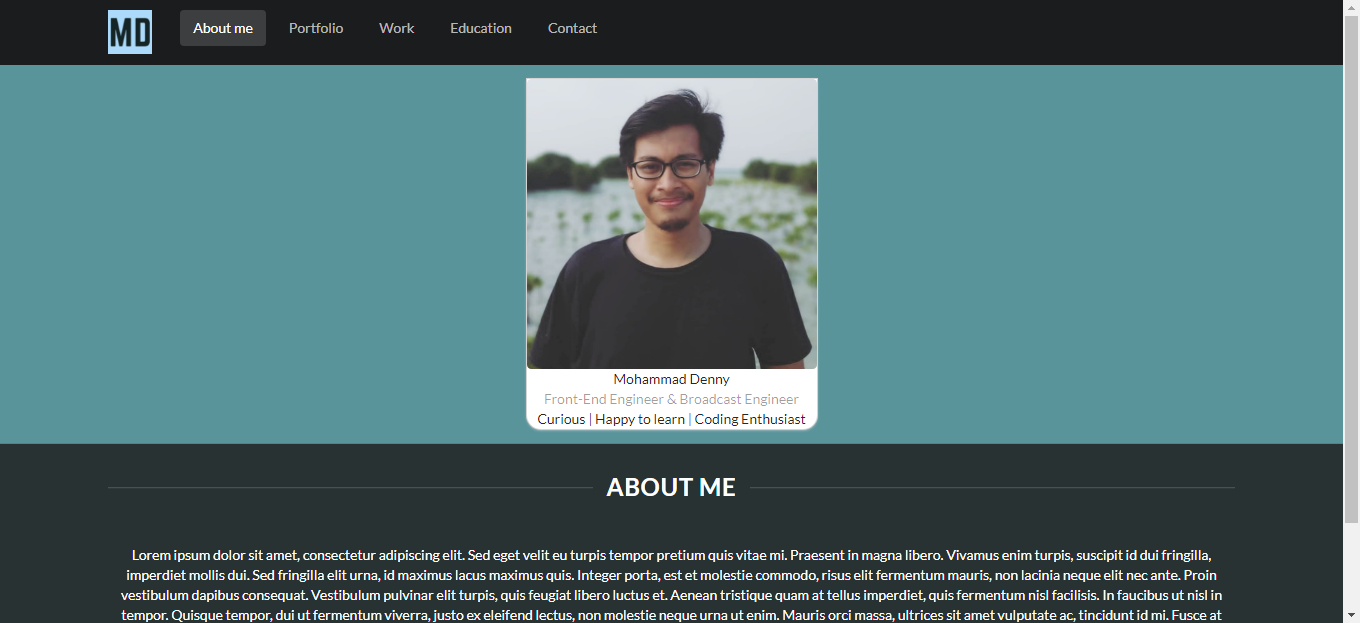 MD
About me
Portfolio
Work
Education
Contact
Mohammad Denny
Front-End Engineer & Broadcast Engineer
Curious | Happy to learn | Coding Enthusiast
ABOUT ME
Lorem ipsum dolor sit amet, consectetur adipiscing elit. Sed eget velit eu turpis tempor pretium quis vitae mi. Praesent in magna libero. Vivamus enim turpis, suscipit id dui fringilla,
imperdiet mollis dui. Sed fringilla elit urna, id maximus lacus maximus quis. Integer porta, est et molestie commodo, risus elit fermentum mauris, non lacinia neque elit nec ante. Proin
vestibulum dapibus consequat. Vestibulum pulvinar elit turpis, quis feugiat libero luctus et. Aenean tristique quam at tellus imperdiet, quis fermentum nisl facilisis. In faucibus ut nisl in
tempor. Quisque tempor, dui ut fermentum viverra, justo ex eleifend lectus, non molestie neque urna ut enim. Mauris orci massa, ultrices sit amet vulputate ac, tincidunt id mi. Fusce at